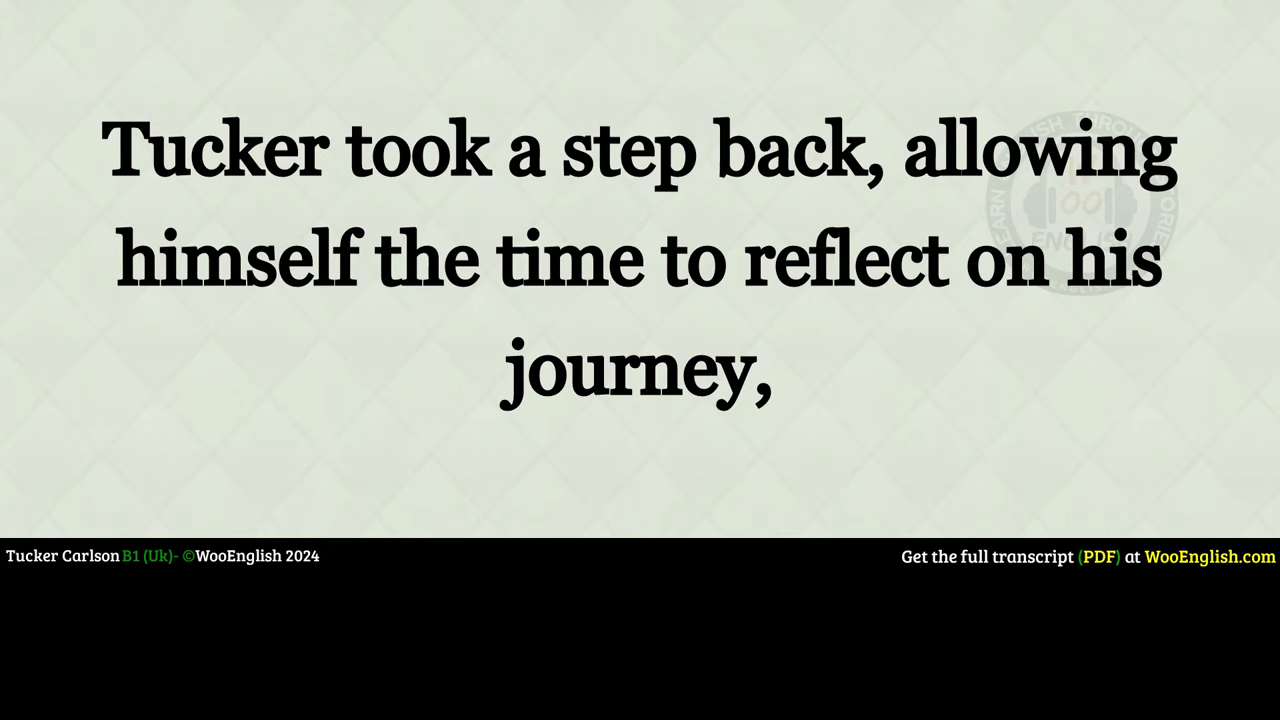 Tucker took a step back, allowing
himself the time to reflect on his
journey,
Tucker Carlson B1 (Uk)- ©WooEnglish 2024
Get the full transcript (PDF) at WooEnglish.com